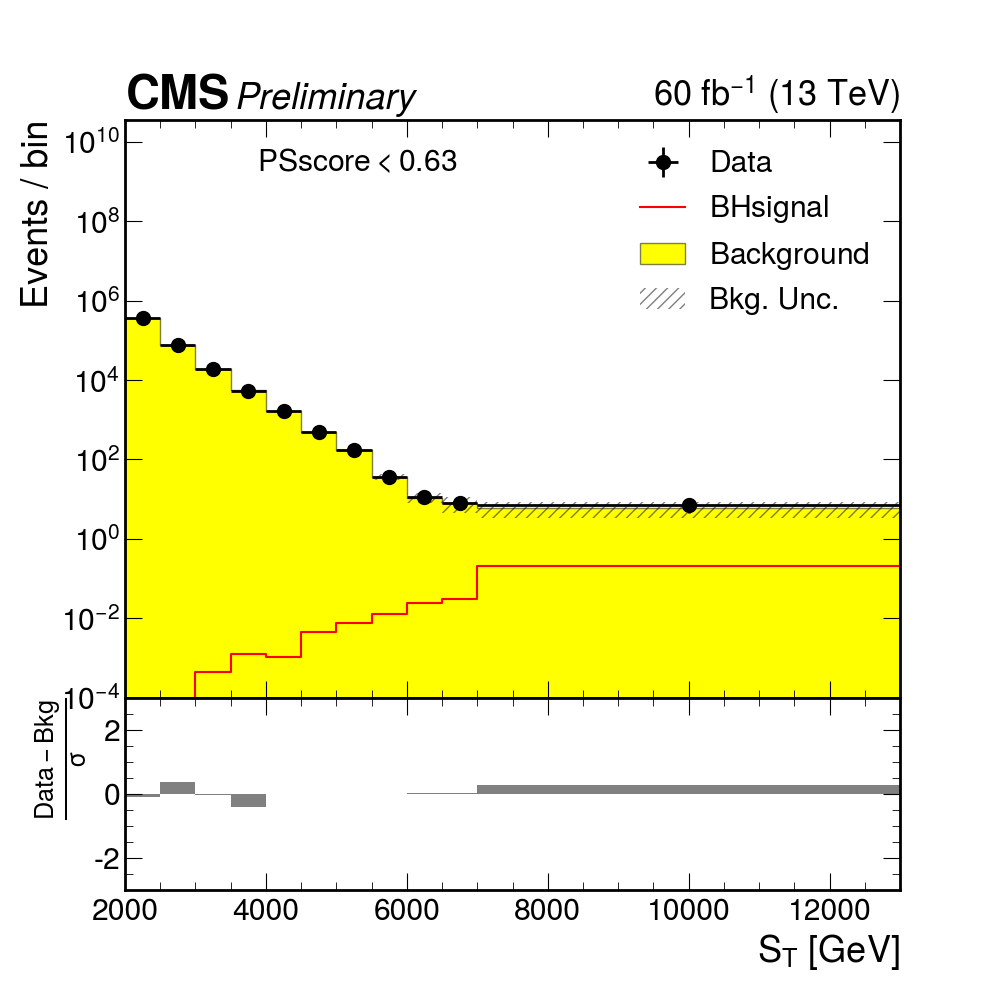 CMS Preliminary 60 fb⁻¹ (13 TeV)
Events / bin
PSscore < 0.63
Data
BHsignal
Background
Bkg. Unc.
10¹⁰
10⁸
10⁶
10⁴
10²
10⁰
10⁻²
10⁻⁴
Data – Bkg
σ
2
0
-2
2000 4000 6000 8000 10000 12000
S_T [GeV]